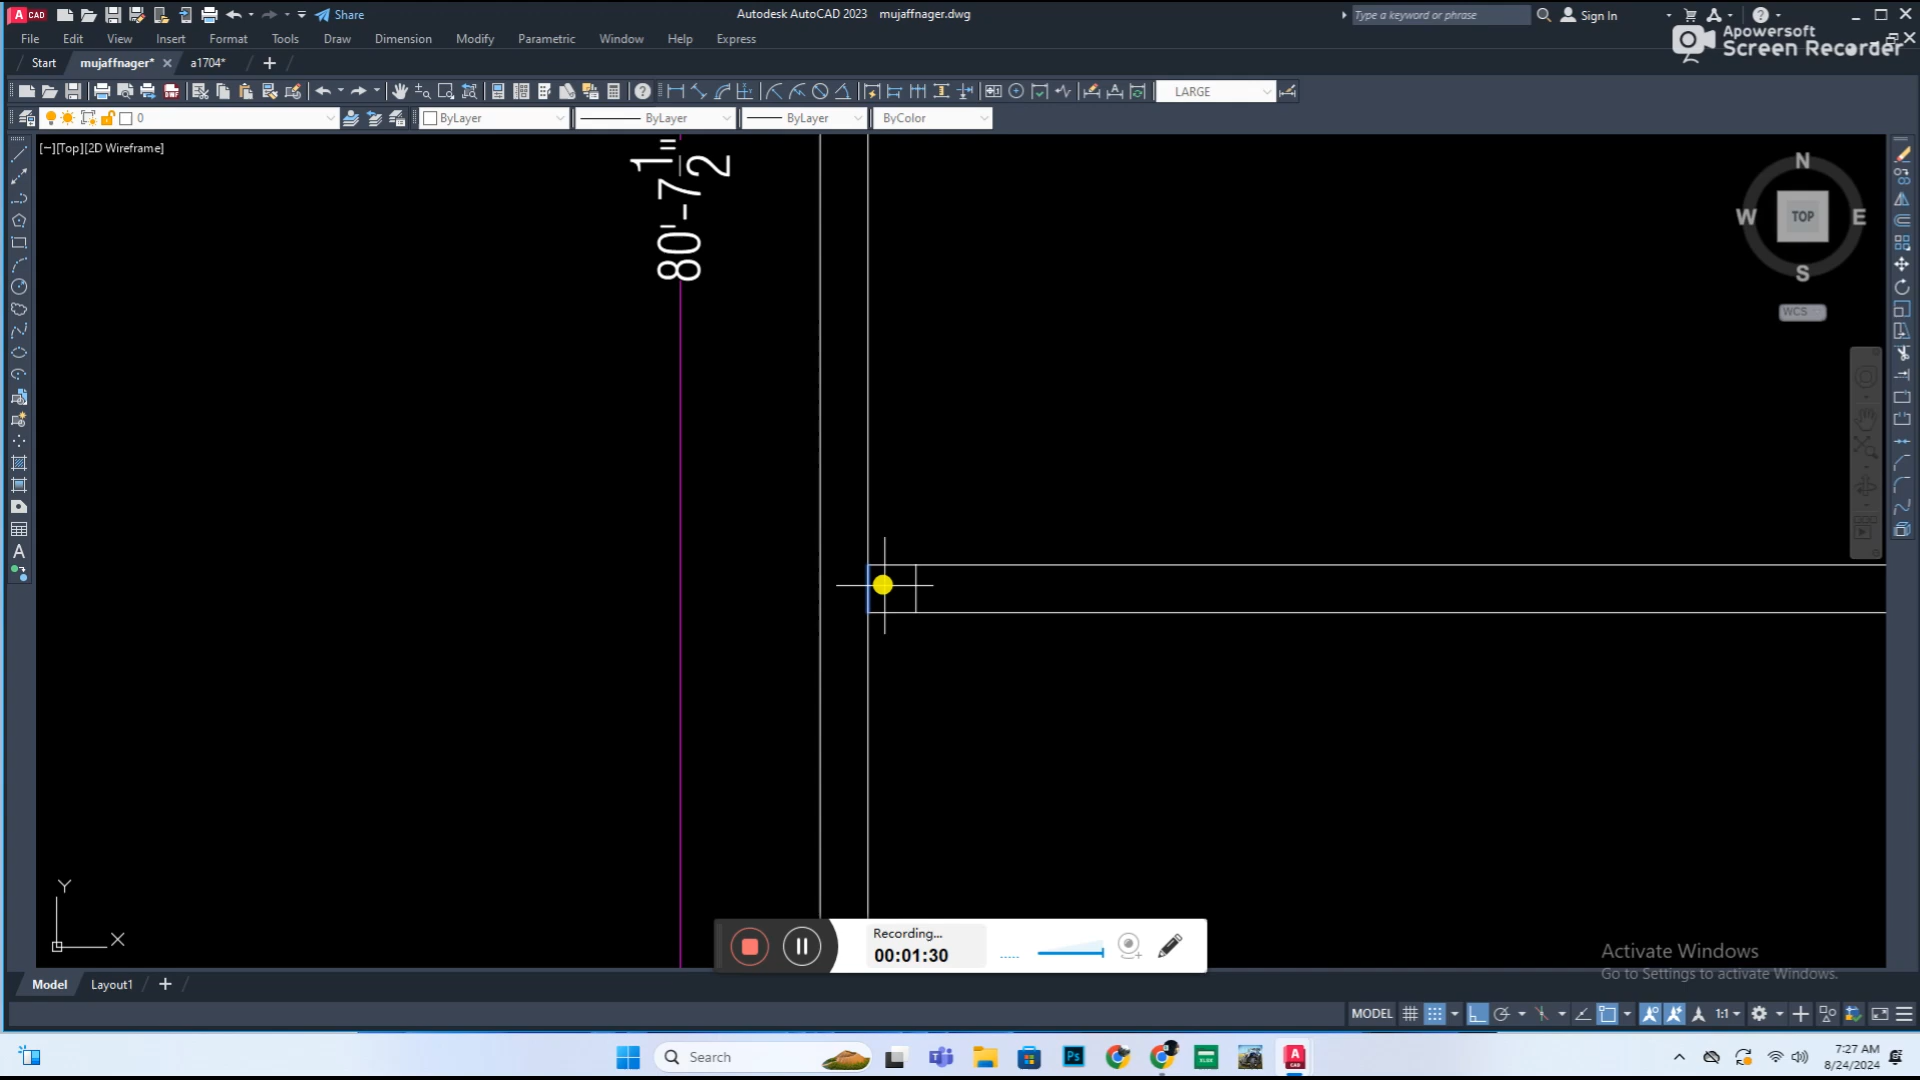 A CAD
Share
Autodesk AutoCAD 2023 mujaffnager.dwg
Type a keyword or phrase
Sign In
Apowersoft
Screen Recorder
File Edit View Insert Format Tools Draw Dimension Modify Parametric Window Help Express
Start mujaffnager* a1704*
LARGE
0 ByLayer ByLayer ByLayer ByColor
[−][Top][2D Wireframe]
80'-7 1/2"
N
W TOP E
S
WCS
Y
X
Recording...
00:01:30
Activate Windows
Go to Settings to activate Windows.
Model Layout1
MODEL 1:1
Search
Ps
A CAD
7:27 AM
8/24/2024